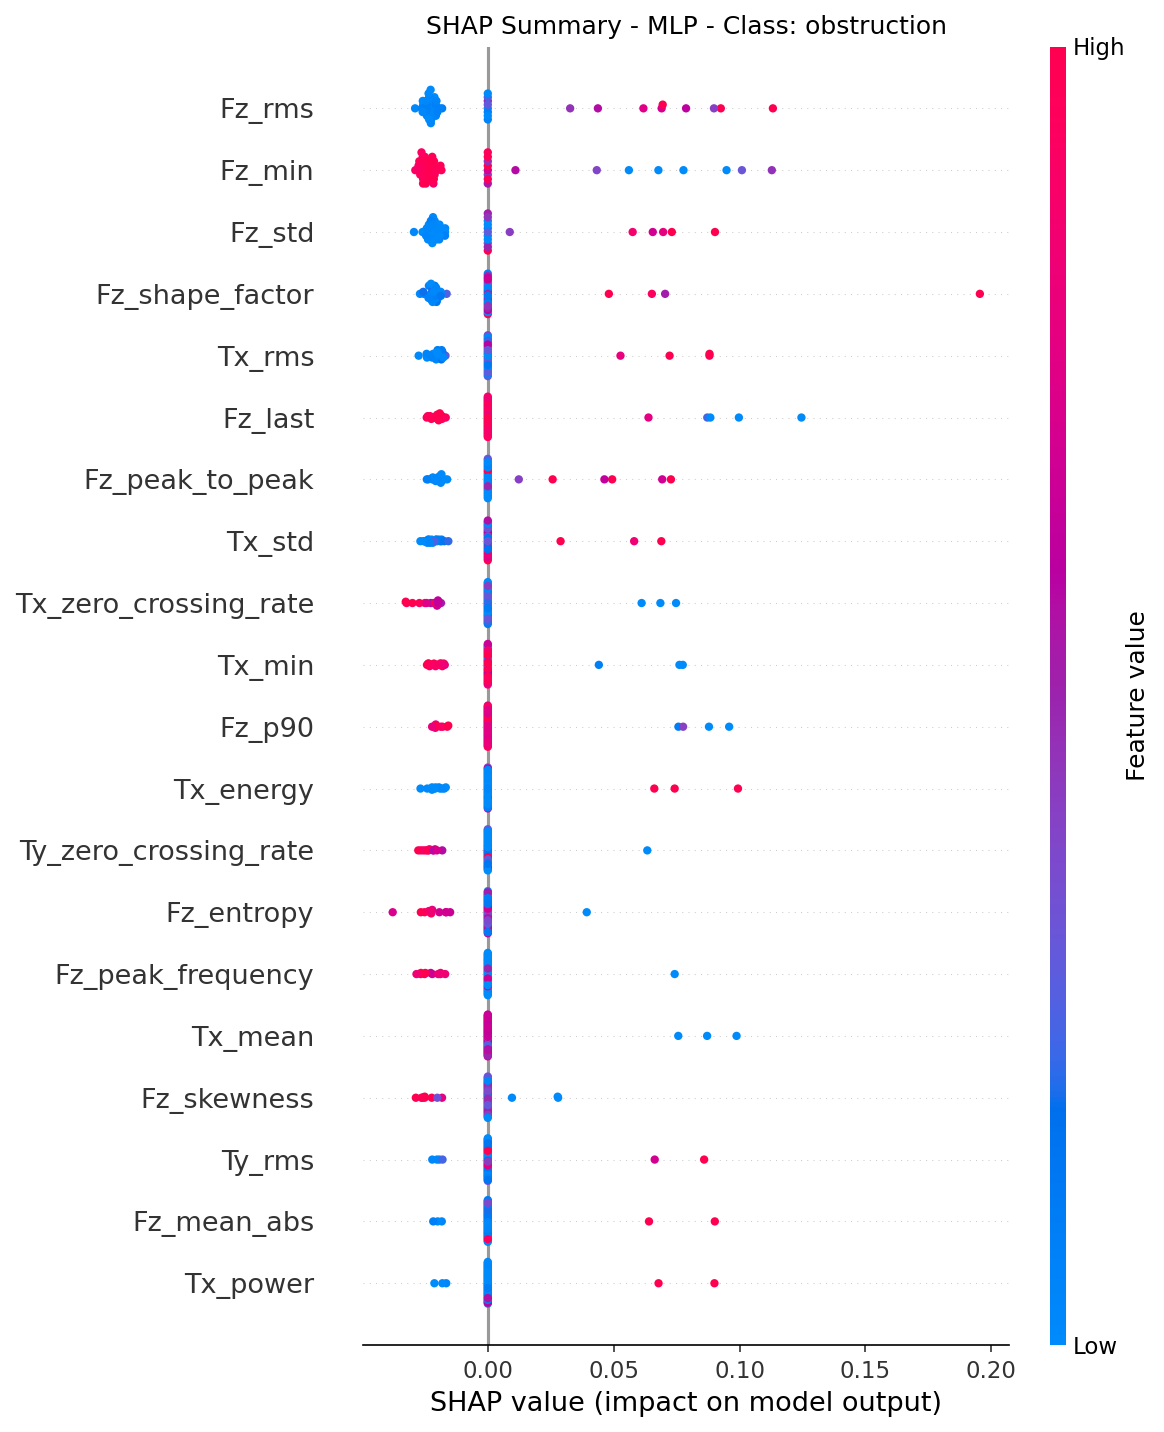 SHAP Summary - MLP - Class: obstruction
High
Fz_rms
Fz_min
Fz_std
Fz_shape_factor
Tx_rms
Fz_last
Fz_peak_to_peak
Tx_std
Tx_zero_crossing_rate
Tx_min
Fz_p90
Tx_energy
Ty_zero_crossing_rate
Fz_entropy
Fz_peak_frequency
Tx_mean
Fz_skewness
Ty_rms
Fz_mean_abs
Tx_power
Feature value
Low
0.00 0.05 0.10 0.15 0.20
SHAP value (impact on model output)